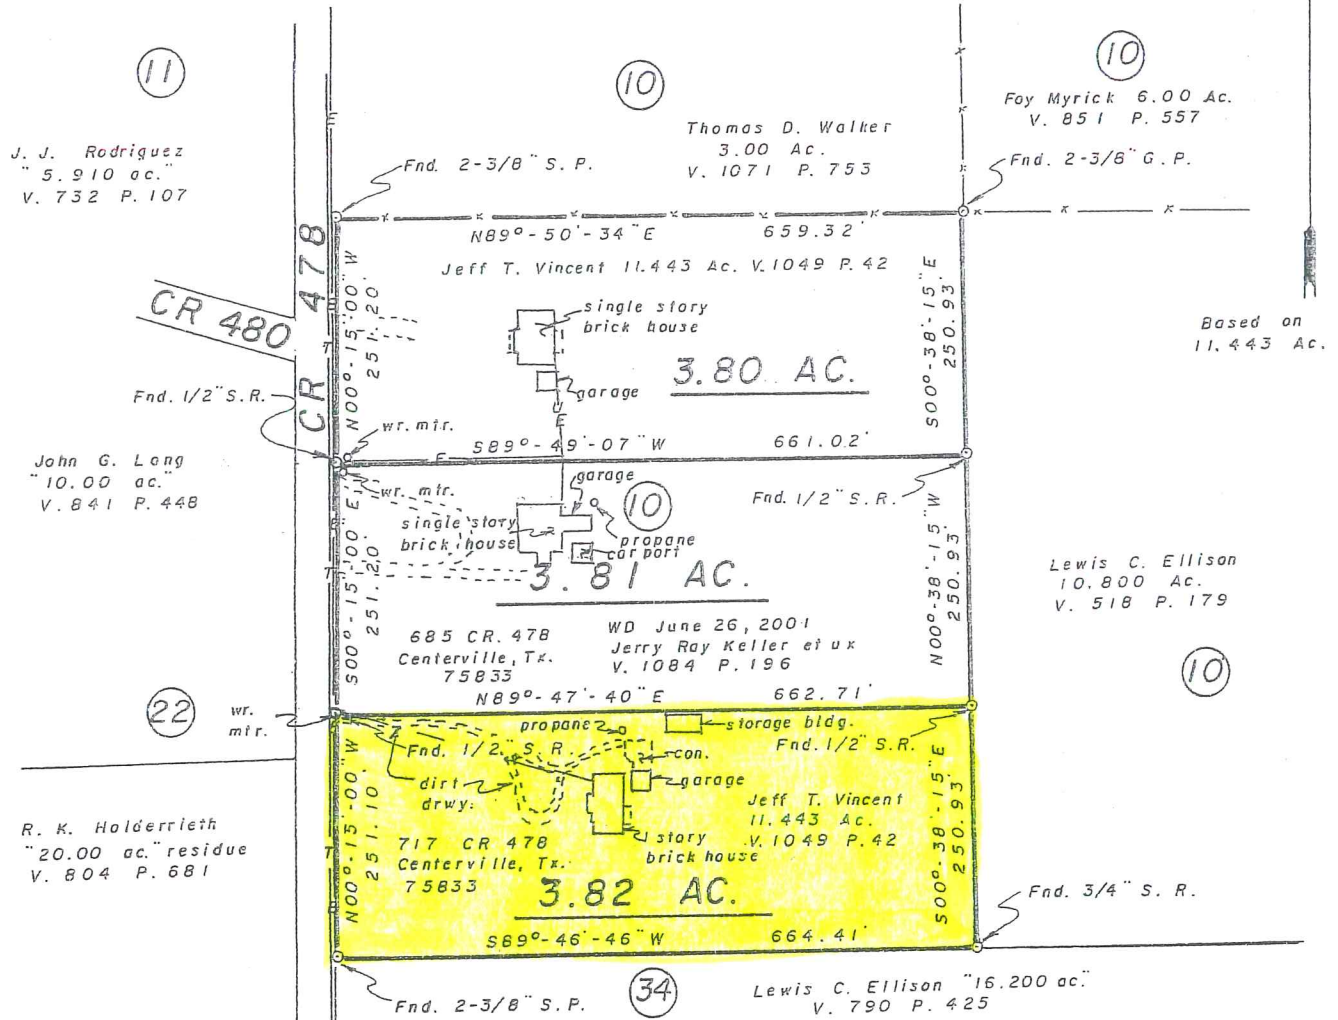 11
10
10
Foy Myrick 6.00 Ac.
V. 851 P. 557
Thomas D. Walker
3.00 Ac.
V. 1071 P. 753
J. J. Rodriguez
"5.910 ac."
V. 732 P. 107
Fnd. 2-3/8" S. P.
Fnd. 2-3/8" G. P.
N89°-50'-34"E 659.32'
Jeff T. Vincent 11.443 Ac. V. 1049 P. 42
CR 478
CR 480
N00°-15'-00"W
251.20'
S00°-38'-15"E
250.93'
single story
brick house
3.80 AC.
garage
Based on
11.443 Ac.
Fnd. 1/2" S.R.
wr. mtr.
E
S89°-49'-07"W 661.02'
John G. Lang
"10.00 ac."
V. 841 P. 448
wr. mtr.
garage
10
Fnd. 1/2" S.R.
single story
brick house
propane
car port
3.81 AC.
S00°-15'-00"E
251.20'
N00°-38'-15"W
250.93'
Lewis C. Ellison
10.800 Ac.
V. 518 P. 179
685 CR. 478
Centerville, Tx.
75833
WD June 26, 2001
Jerry Ray Keller et ux
V. 1084 P. 196
10
N89°-47'-40"E 662.71'
22
wr.
mtr.
propane
storage bldg.
Fnd. 1/2" S. R.
con.
Fnd. 1/2" S.R.
dirt
drwy.
garage
N00°-15'-00"W
251.10'
S00°-38'-15"E
250.93'
Jeff T. Vincent
11.443 Ac.
V. 1049 P. 42
1 story
brick house
717 CR 478
Centerville, Tx.
75833
R. K. Holderrieth
"20.00 ac." residue
V. 804 P. 681
3.82 AC.
S89°-46'-46"W 664.41'
Fnd. 3/4" S. R.
Fnd. 2-3/8" S. P.
34
Lewis C. Ellison "16.200 ac."
V. 790 P. 425